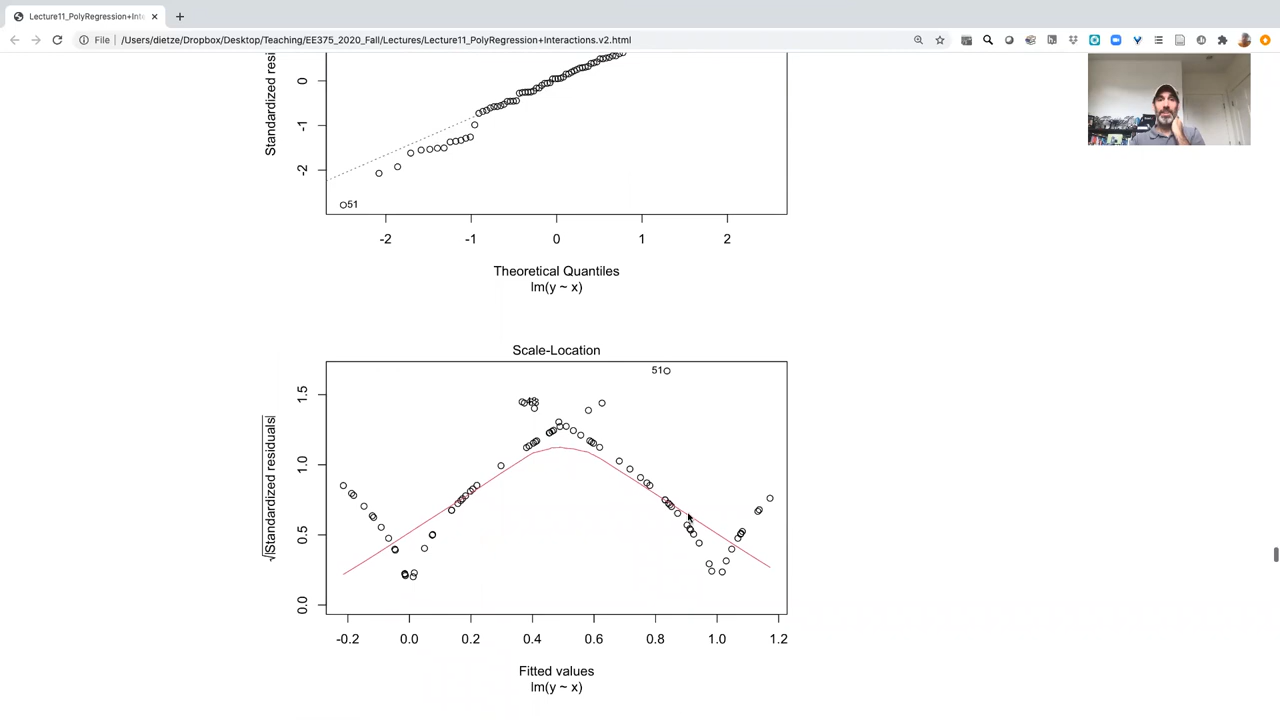 Lecture11_PolyRegression+Inte
File
/Users/dietze/Dropbox/Desktop/Teaching/EE375_2020_Fall/Lectures/Lecture11_PolyRegression+Interactions.v2.html
Standardized resi
0
-1
-2
51
-2
-1
0
1
2
Theoretical Quantiles
lm(y ~ x)
Scale-Location
51
√|Standardized residuals|
1.5
1.0
0.5
0.0
-0.2
0.0
0.2
0.4
0.6
0.8
1.0
1.2
Fitted values
lm(y ~ x)